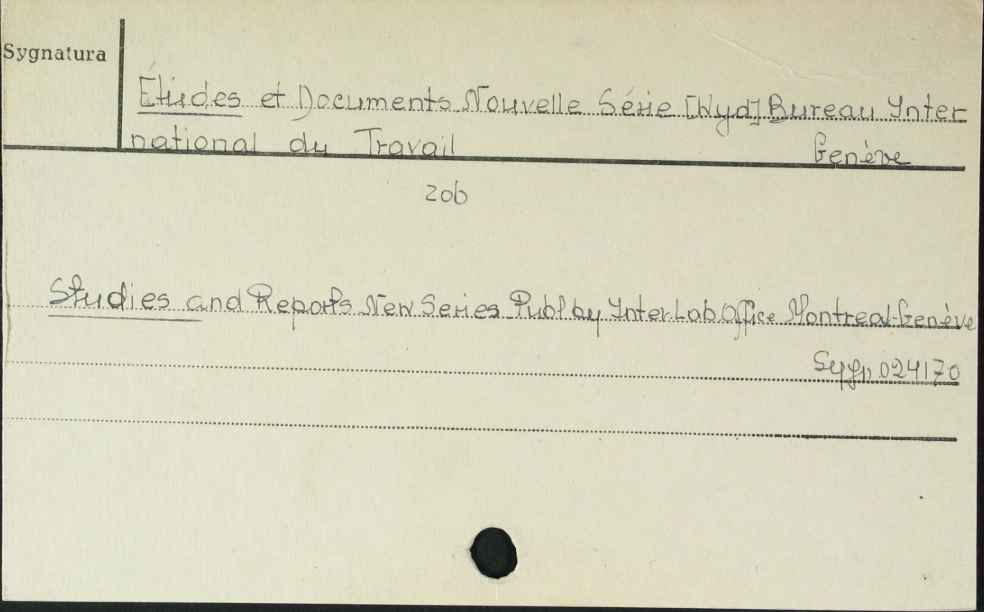 Sygnatura
Études et Documents Nouvelle Série [Wyd] Bureau Inter
national du Travail Genève
zob
Studies and Reports New Series Publ by Inter Lab Office Montreal-Genève
Sygn 024170